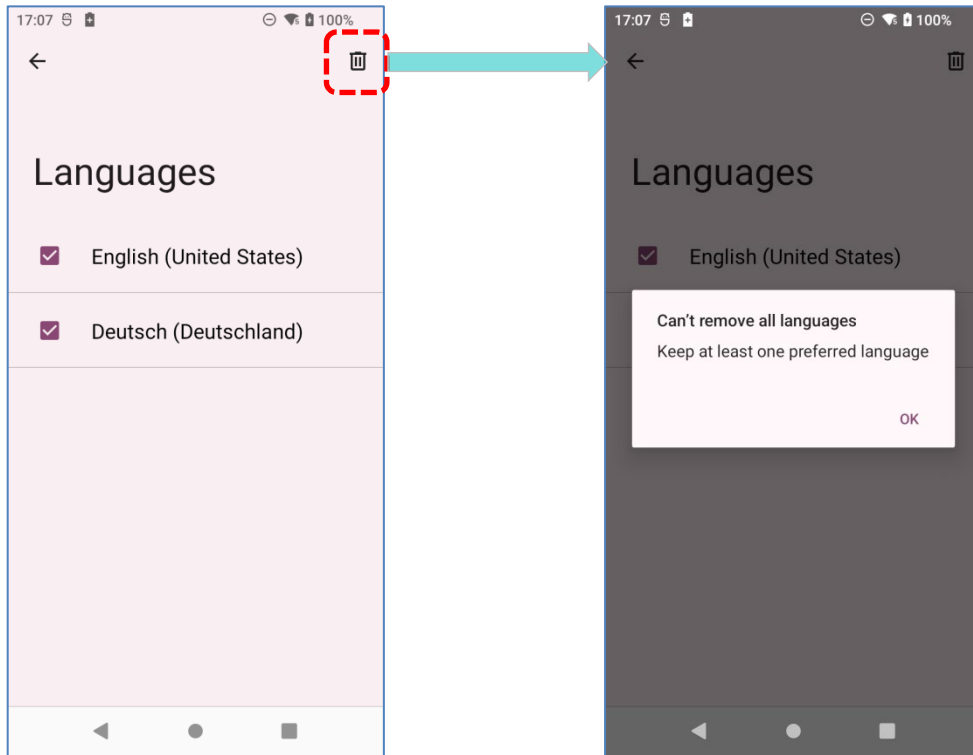 17:07 100%
Languages
English (United States)
Deutsch (Deutschland)
17:07 100%
Languages
English (United States)
Can't remove all languages
Keep at least one preferred language
OK